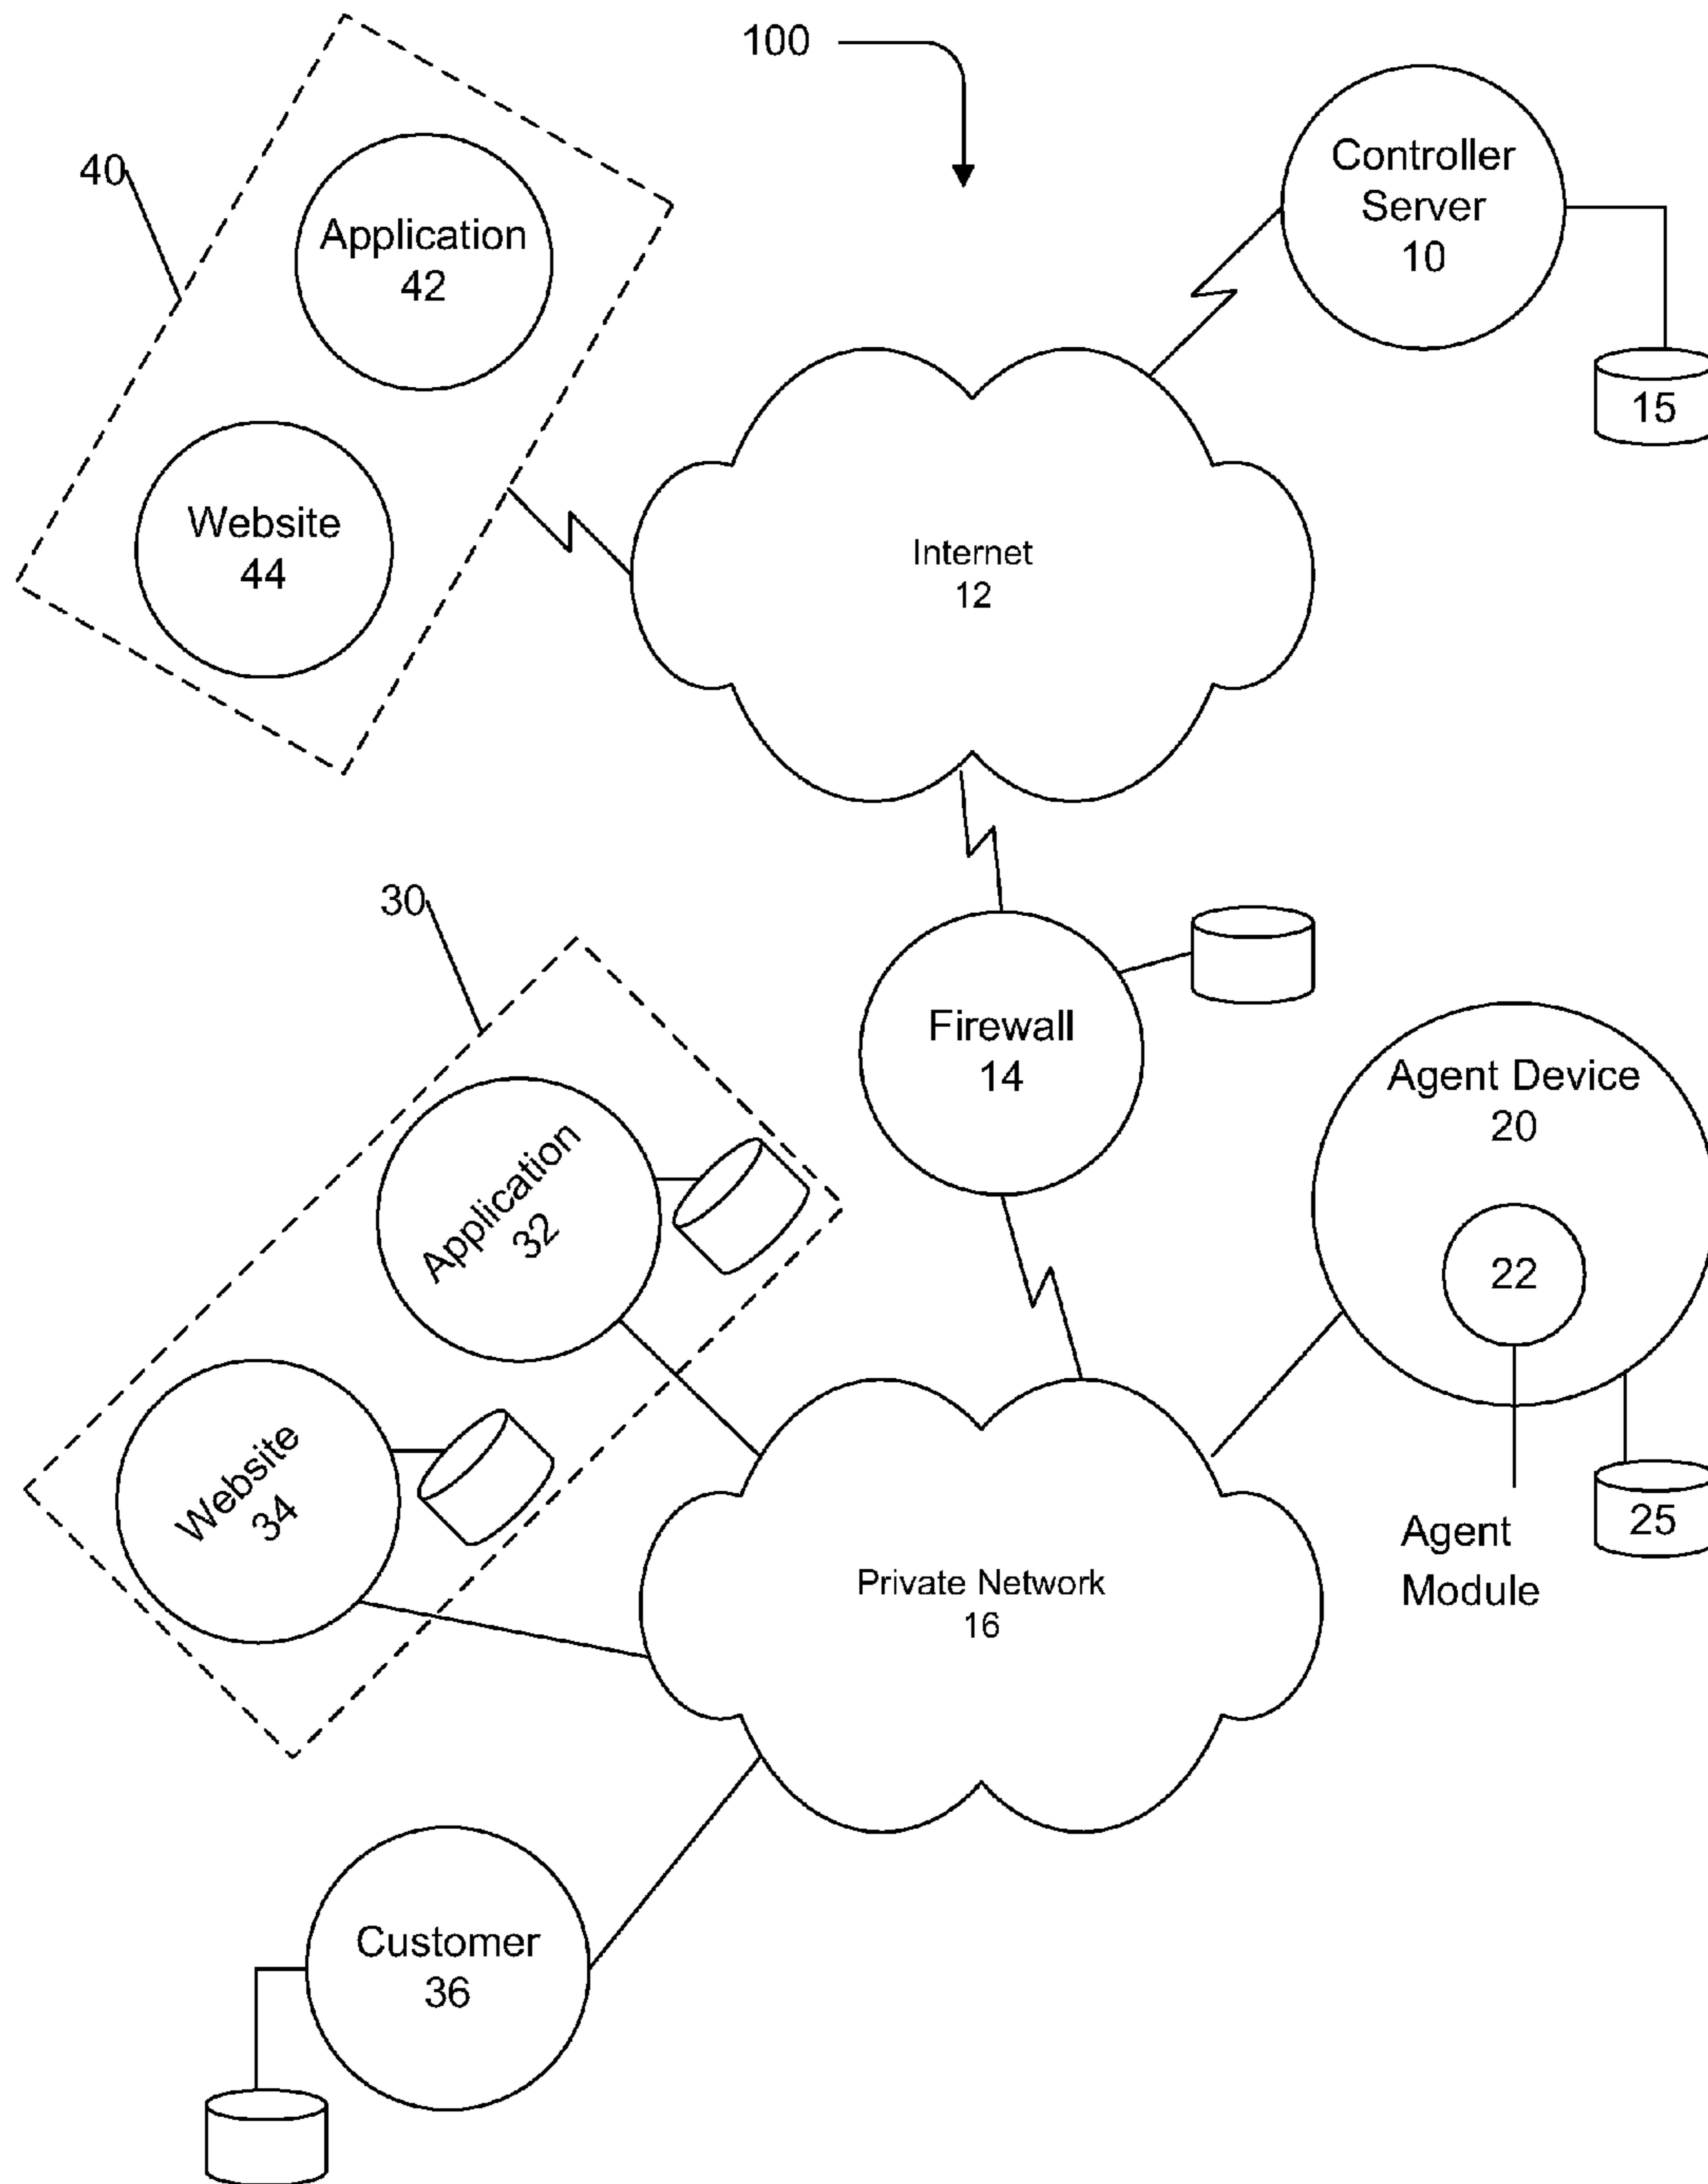 100
Controller
Server
10
15
40
Application
42
Website
44
Internet
12
30
Firewall
14
Agent Device
20
22
Application
32
Website
34
Agent
Module
25
Private Network
16
Customer
36